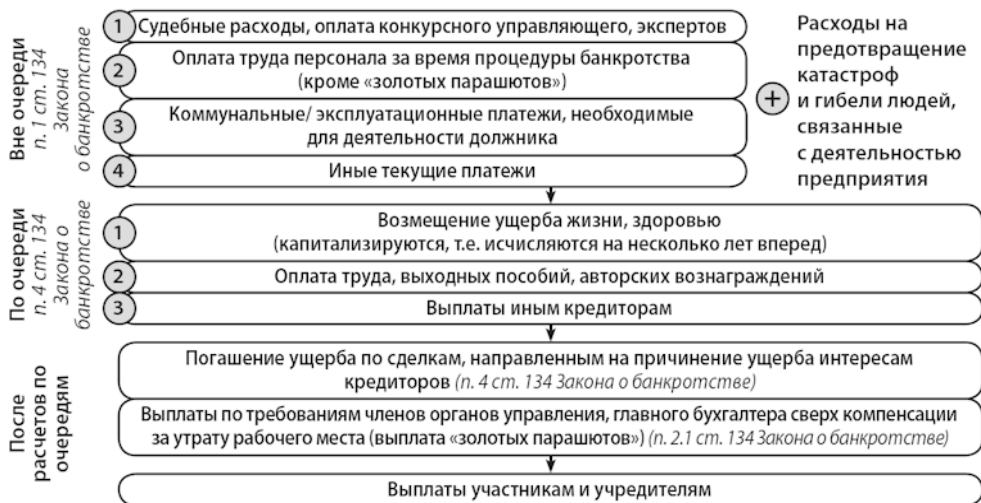 Вне очереди
п. 1 ст. 134
Закона
о банкротстве
1
Судебные расходы, оплата конкурсного управляющего, экспертов
2
Оплата труда персонала за время процедуры банкротства
(кроме «золотых парашютов»)
3
Коммунальные/ эксплуатационные платежи, необходимые
для деятельности должника
4
Иные текущие платежи
+
Расходы на
предотвращение
катастроф
и гибели людей,
связанные
с деятельностью
предприятия
По очереди
п. 4 ст. 134
Закона о
банкротстве
1
Возмещение ущерба жизни, здоровью
(капитализируются, т.е. исчисляются на несколько лет вперед)
2
Оплата труда, выходных пособий, авторских вознаграждений
3
Выплаты иным кредиторам
После
расчетов по
очередям
Погашение ущерба по сделкам, направленным на причинение ущерба интересам
кредиторов (п. 4 ст. 134 Закона о банкротстве)
Выплаты по требованиям членов органов управления, главного бухгалтера сверх компенсации
за утрату рабочего места (выплата «золотых парашютов») (п. 2.1 ст. 134 Закона о банкротстве)
Выплаты участникам и учредителям